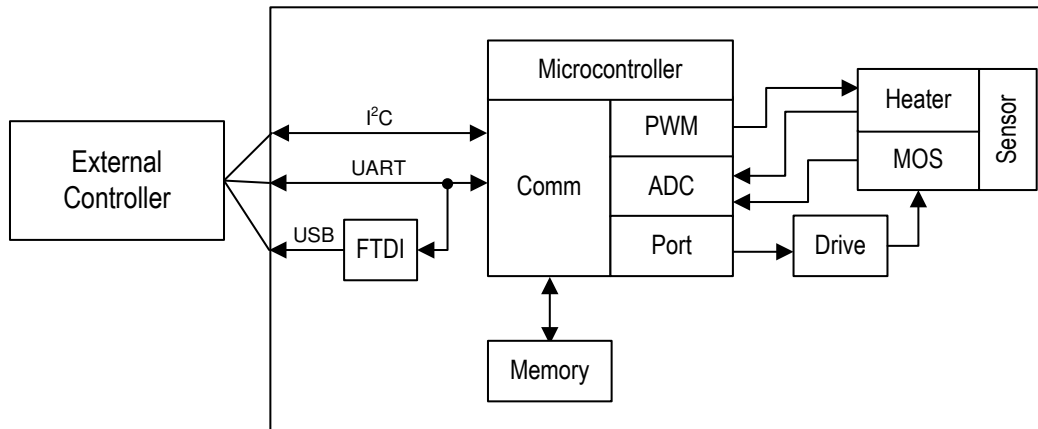 External
Controller
I²C
UART
USB
FTDI
Microcontroller
Comm
PWM
ADC
Port
Memory
Heater
MOS
Sensor
Drive